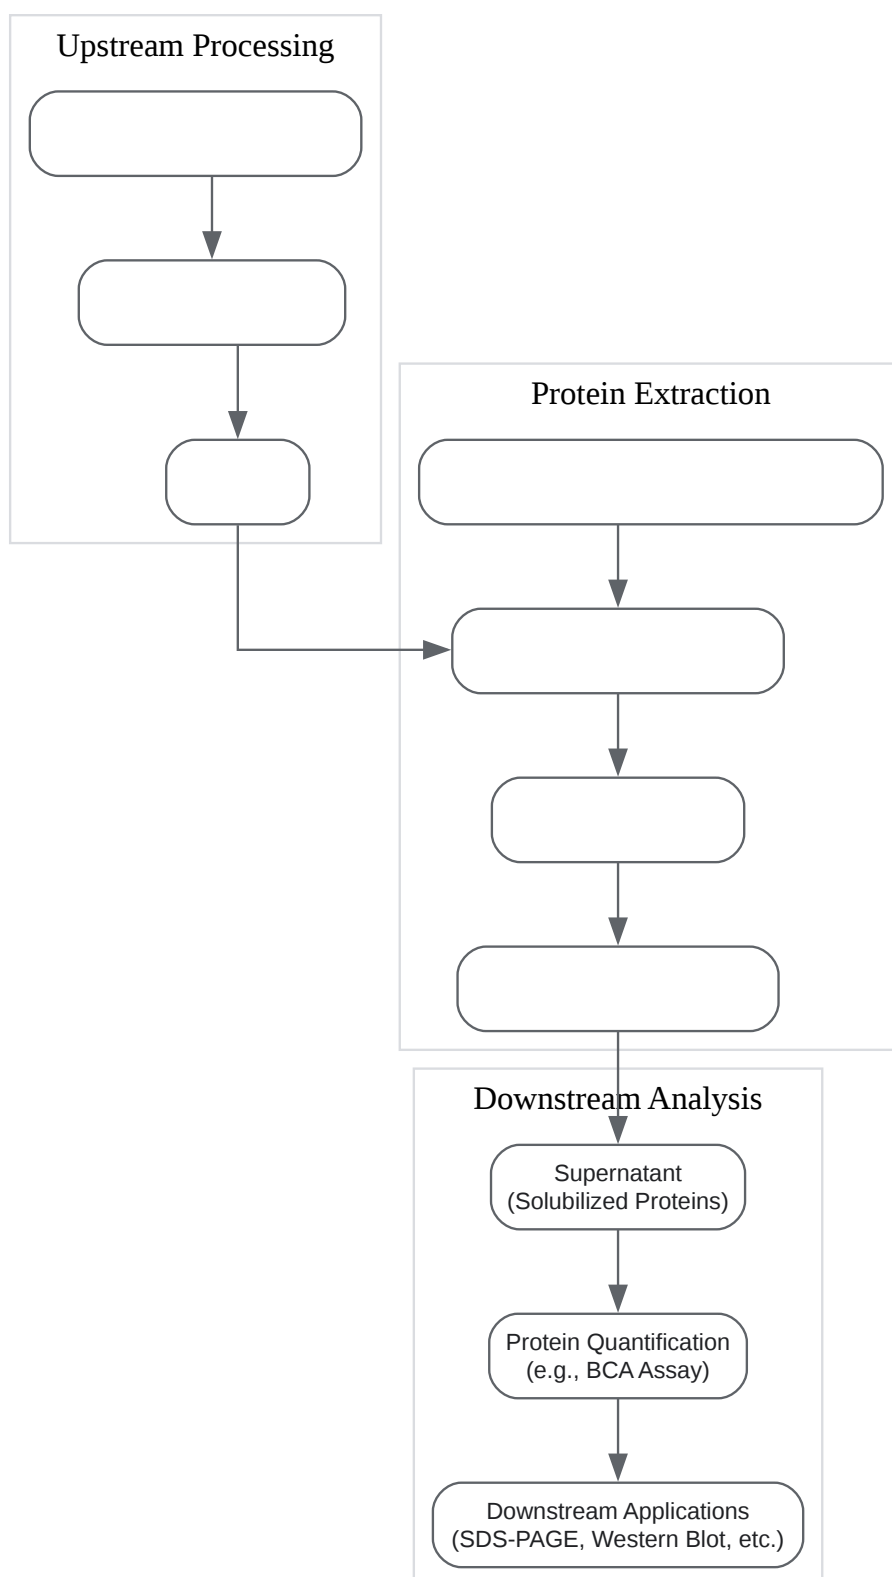 Upstream Processing
Protein Extraction
Downstream Analysis
Supernatant
(Solubilized Proteins)
Protein Quantification
(e.g., BCA Assay)
Downstream Applications
(SDS-PAGE, Western Blot, etc.)